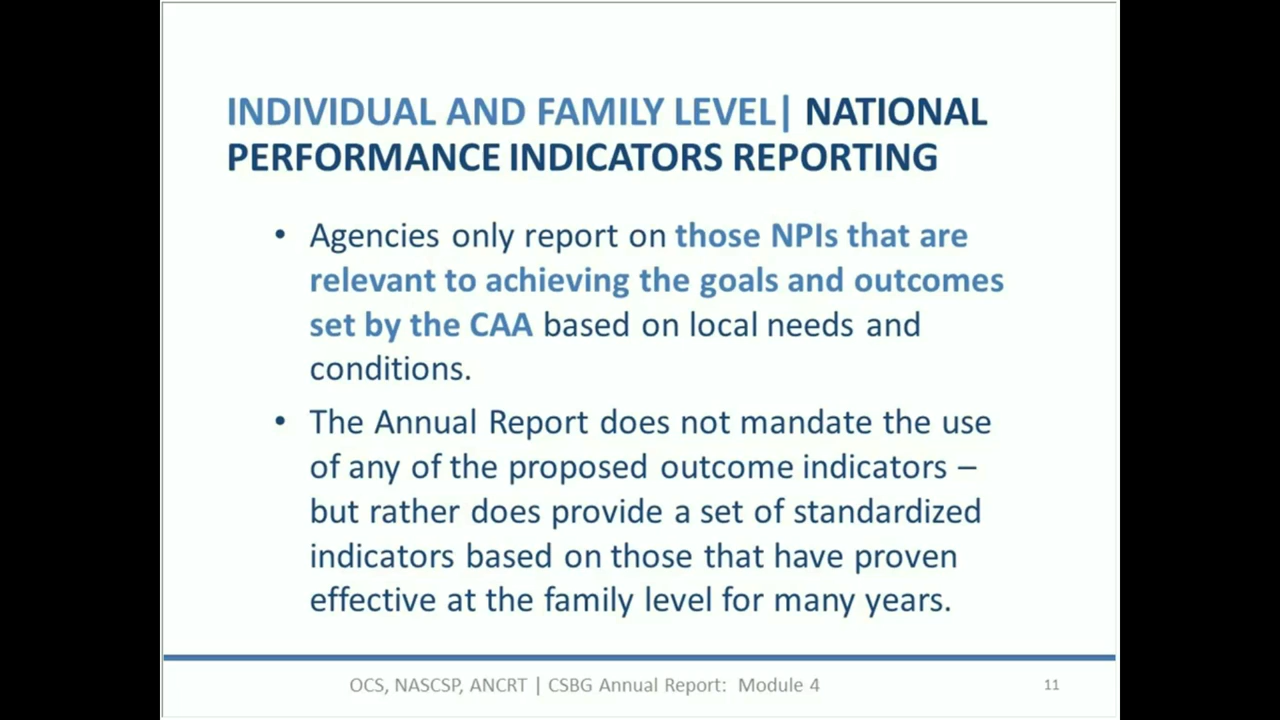 INDIVIDUAL AND FAMILY LEVEL| NATIONAL
PERFORMANCE INDICATORS REPORTING
• Agencies only report on those NPIs that are
relevant to achieving the goals and outcomes
set by the CAA based on local needs and
conditions.
• The Annual Report does not mandate the use
of any of the proposed outcome indicators –
but rather does provide a set of standardized
indicators based on those that have proven
effective at the family level for many years.
OCS, NASCSP, ANCRT | CSBG Annual Report: Module 4
11